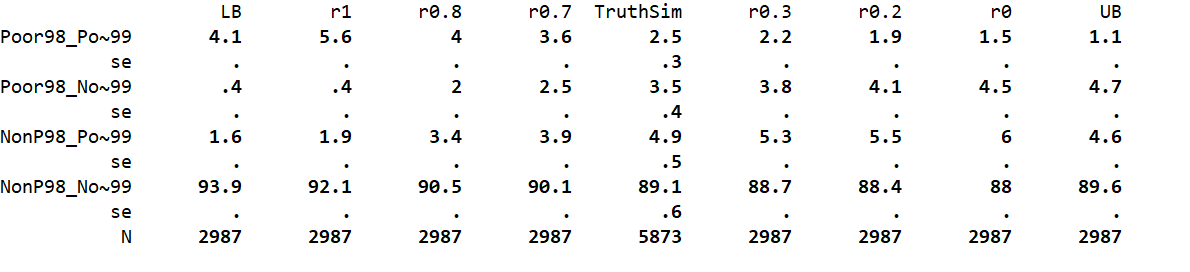 LB r1 r0.8 r0.7 TruthSim r0.3 r0.2 r0 UB
Poor98_Po~99 4.1 5.6 4 3.6 2.5 2.2 1.9 1.5 1.1
se . . . . .3 . . . .
Poor98_No~99 .4 .4 2 2.5 3.5 3.8 4.1 4.5 4.7
se . . . . .4 . . . .
NonP98_Po~99 1.6 1.9 3.4 3.9 4.9 5.3 5.5 6 4.6
se . . . . .5 . . . .
NonP98_No~99 93.9 92.1 90.5 90.1 89.1 88.7 88.4 88 89.6
se . . . . .6 . . . .
N 2987 2987 2987 2987 5873 2987 2987 2987 2987